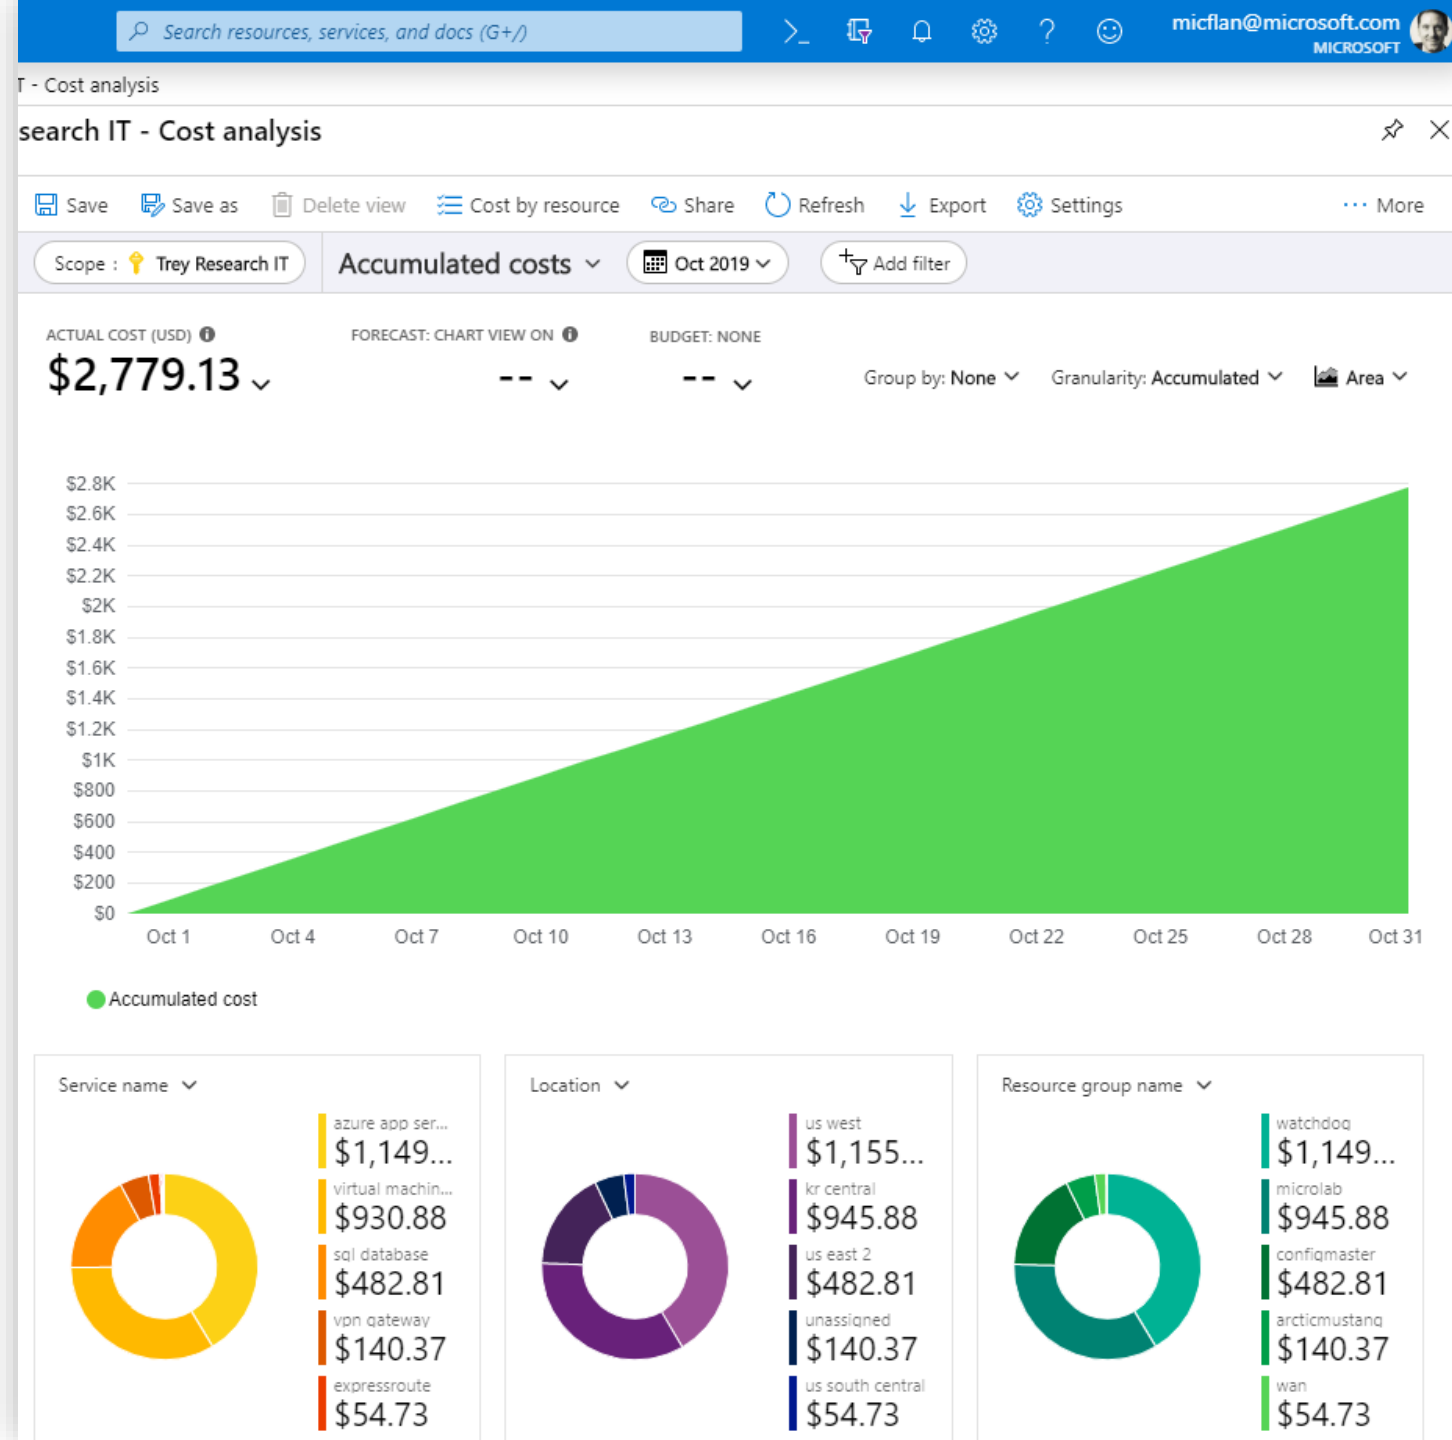 Search resources, services, and docs (G+/)
micflan@microsoft.com
MICROSOFT
T - Cost analysis
search IT - Cost analysis
Save Save as Delete view Cost by resource Share Refresh Export Settings ··· More
Scope : Trey Research IT Accumulated costs Oct 2019 Add filter
ACTUAL COST (USD) FORECAST: CHART VIEW ON BUDGET: NONE
$2,779.13 -- --
Group by: None Granularity: Accumulated Area
$2.8K
$2.6K
$2.4K
$2.2K
$2K
$1.8K
$1.6K
$1.4K
$1.2K
$1K
$800
$600
$400
$200
$0
Oct 1 Oct 4 Oct 7 Oct 10 Oct 13 Oct 16 Oct 19 Oct 22 Oct 25 Oct 28 Oct 31
Accumulated cost
Service name
azure app ser...
$1,149...
virtual machin...
$930.88
sql database
$482.81
vpn gateway
$140.37
expressroute
$54.73
Location
us west
$1,155...
kr central
$945.88
us east 2
$482.81
unassigned
$140.37
us south central
$54.73
Resource group name
watchdog
$1,149...
microlab
$945.88
configmaster
$482.81
arcticmustang
$140.37
wan
$54.73